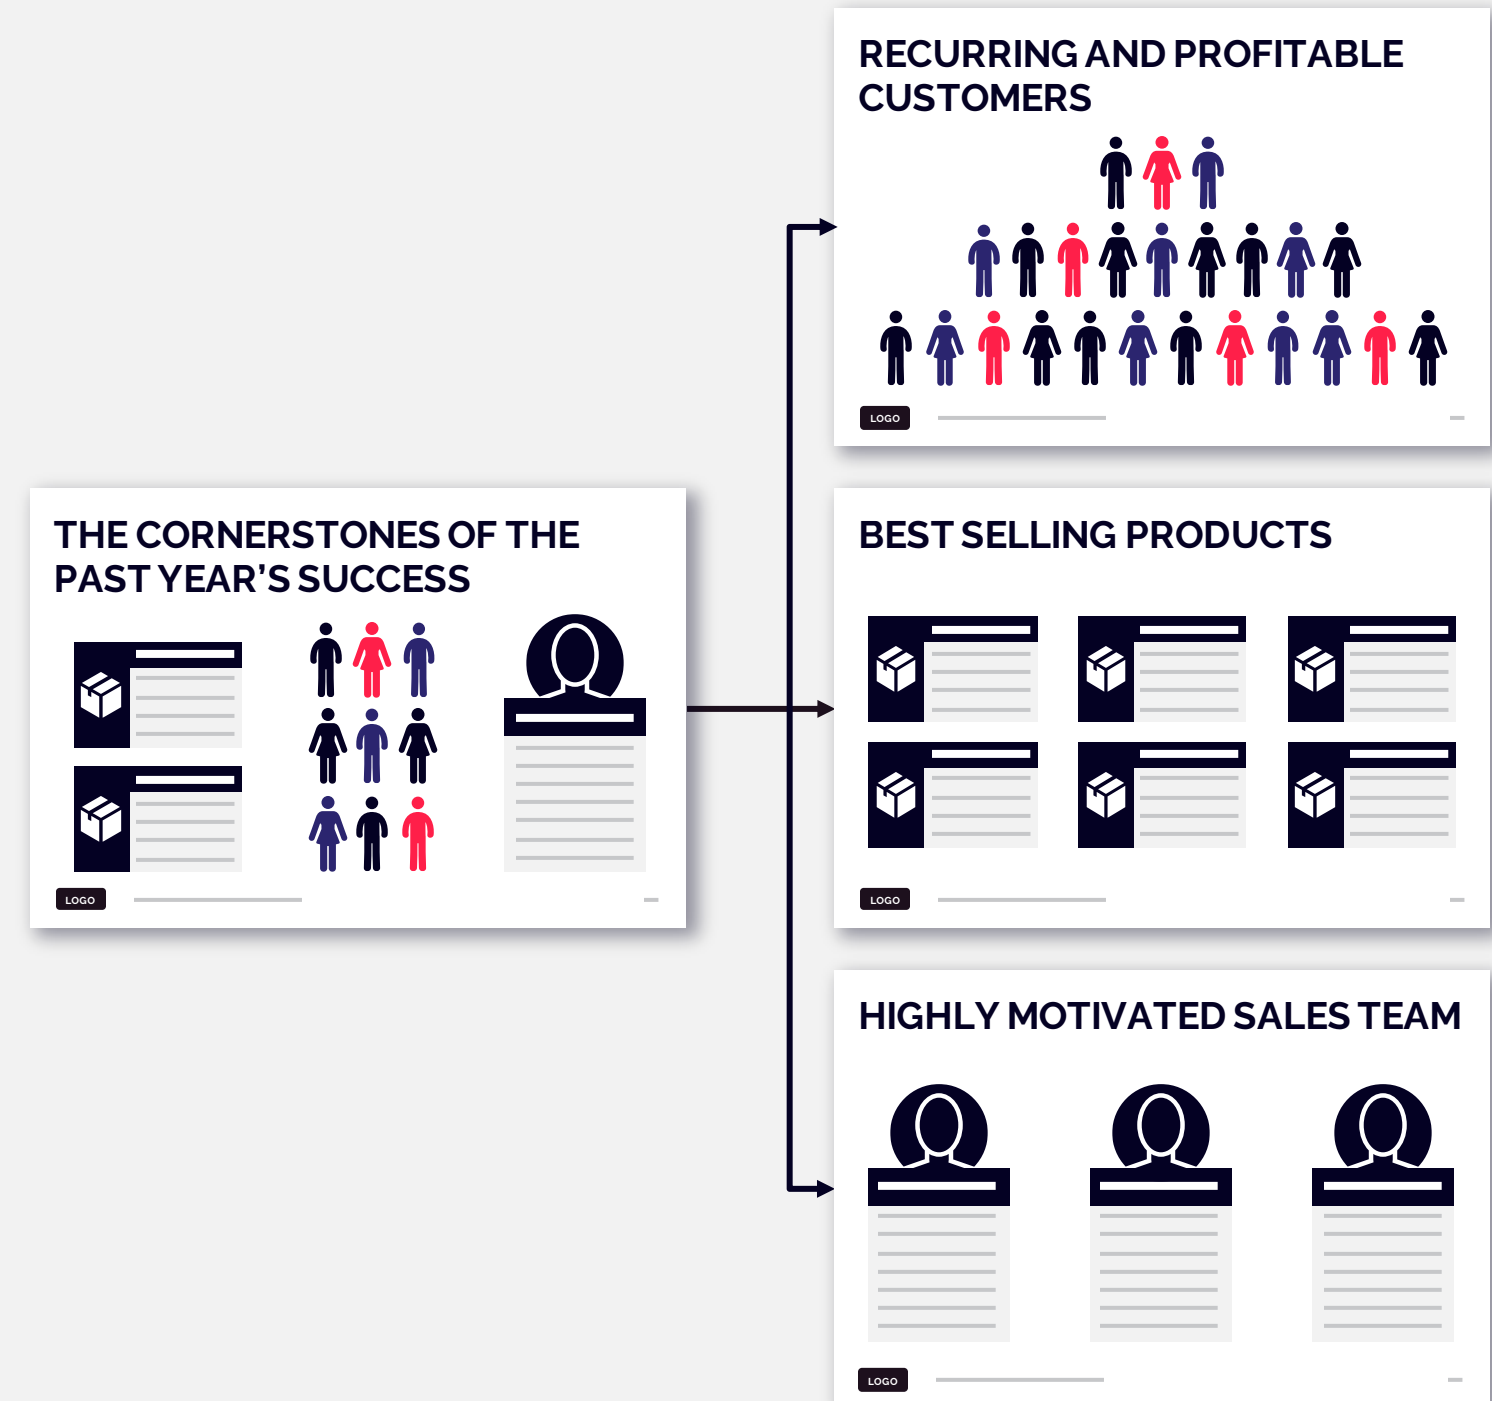 RECURRING AND PROFITABLE
CUSTOMERS
LOGO
THE CORNERSTONES OF THE
PAST YEAR’S SUCCESS
LOGO
BEST SELLING PRODUCTS
LOGO
HIGHLY MOTIVATED SALES TEAM
LOGO